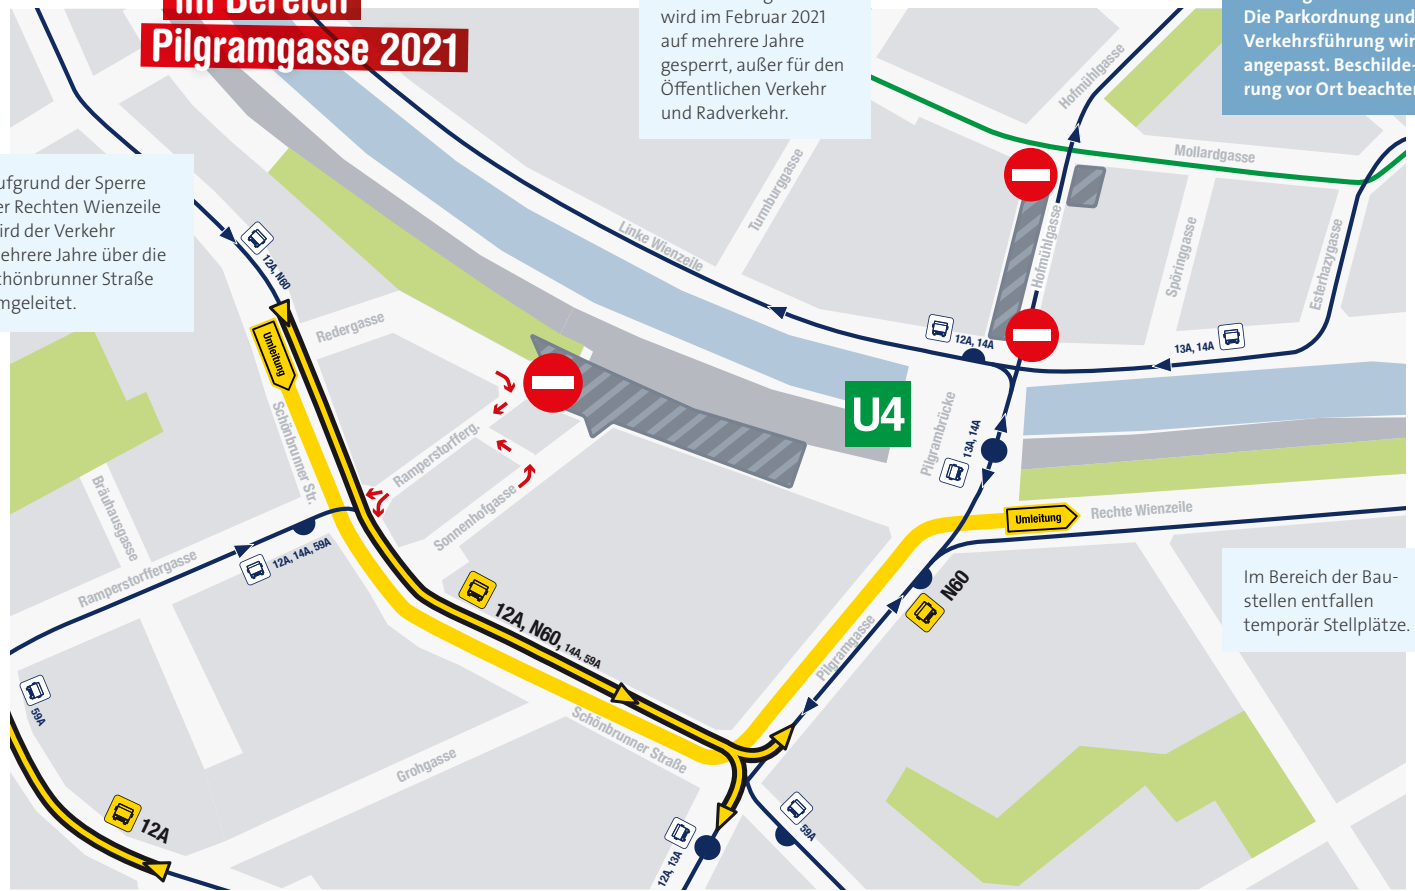 im Bereich
Pilgramgasse 2021
wird im Februar 2021
auf mehrere Jahre
gesperrt, außer für den
Öffentlichen Verkehr
und Radverkehr.
Die Parkordnung und
Verkehrsführung wir
angepasst. Beschilde-
rung vor Ort beachten
ufgrund der Sperre
er Rechten Wienzeile
ird der Verkehr
ehrere Jahre über die
chönbrunner Straße
mgeleitet.
Hofmühlgasse
Mollardgasse
Turmburggasse
Linke Wienzeile
Hofmühlgasse
Spöringgasse
Esterhazygasse
12A, N60
Redergasse
Umleitung
12A, 14A
13A, 14A
U4
Pilgrambrücke
13A, 14A
Schönbrunner Str.
Ramperstorfferg.
Sonnenhofgasse
Bräuhausgasse
Ramperstorffergasse
12A, 14A, 59A
Umleitung
Rechte Wienzeile
N60
Im Bereich der Bau-
stellen entfallen
temporär Stellplätze.
12A, N60, 14A, 59A
Pilgramgasse
59A
Schönbrunner Straße
Grohgasse
12A
12A, 13A
59A